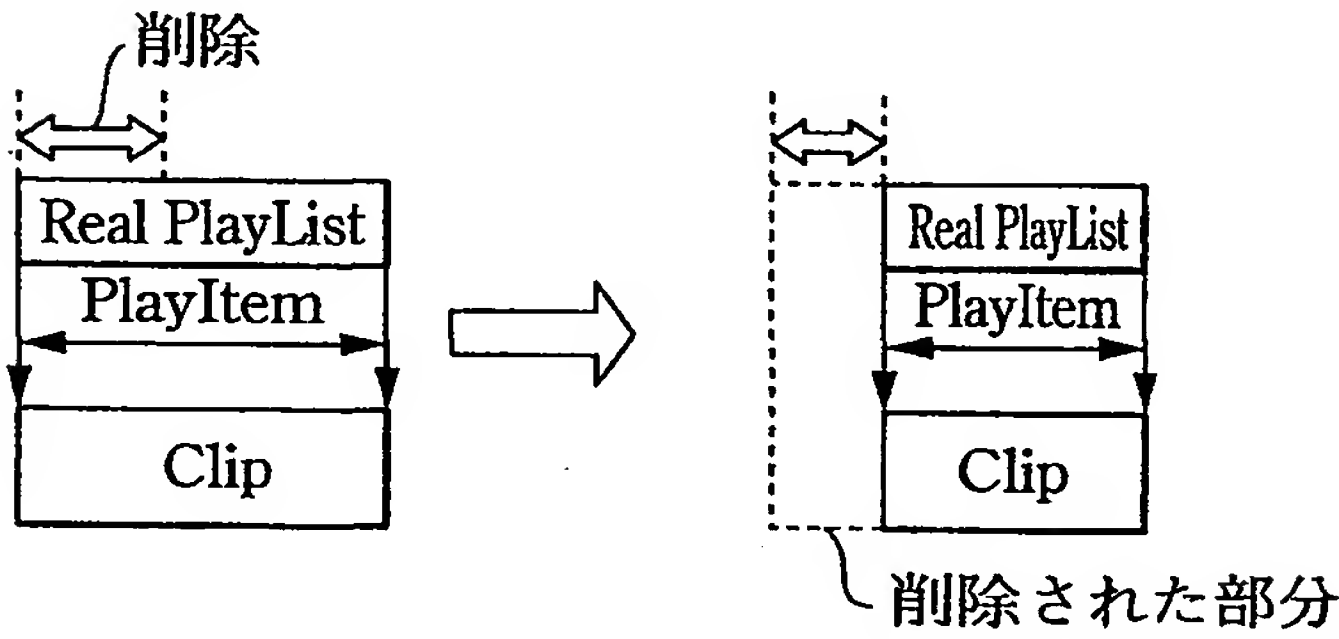 削除
Real PlayList
PlayItem
Clip
Real PlayList
PlayItem
Clip
削除された部分